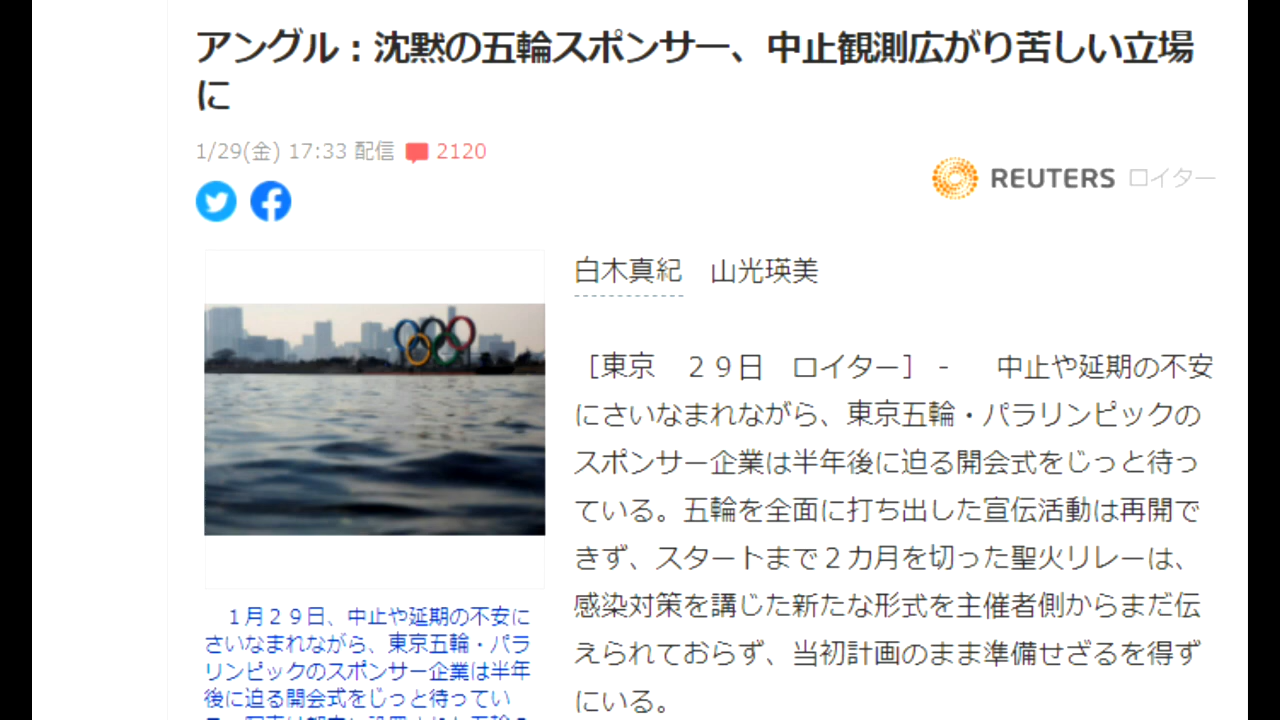 アングル：沈黙の五輪スポンサー、中止観測広がり苦しい立場
に
1/29(金) 17:33 配信 2120
REUTERS ロイター
白木真紀　山光瑛美
［東京　２９日　ロイター］ -　 中止や延期の不安
にさいなまれながら、東京五輪・パラリンピックの
スポンサー企業は半年後に迫る開会式をじっと待っ
ている。五輪を全面に打ち出した宣伝活動は再開で
きず、スタートまで２カ月を切った聖火リレーは、
感染対策を講じた新たな形式を主催者側からまだ伝
えられておらず、当初計画のまま準備せざるを得ず
にいる。
１月２９日、中止や延期の不安に
さいなまれながら、東京五輪・パラ
リンピックのスポンサー企業は半年
後に迫る開会式をじっと待ってい